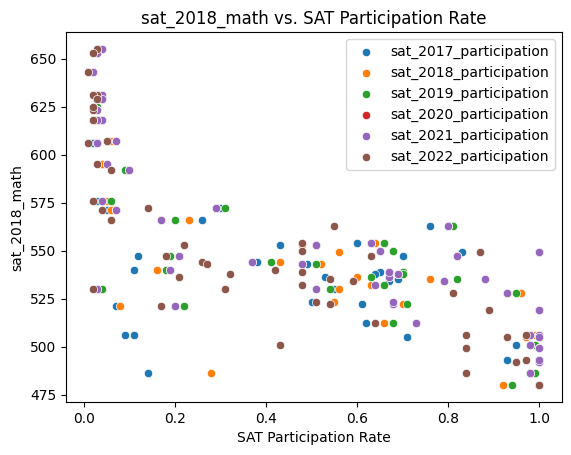 sat_2018_math vs. SAT Participation Rate
sat_2017_participation
sat_2018_participation
sat_2019_participation
sat_2020_participation
sat_2021_participation
sat_2022_participation
650
625
600
575
550
525
500
475
sat_2018_math
0.0 0.2 0.4 0.6 0.8 1.0
SAT Participation Rate